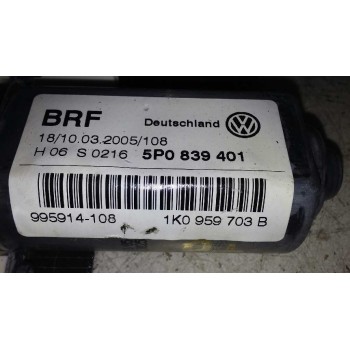 BRF Deutschland
18/10.03.2005/108
H 06 S 0216 5P0 839 401
995914-108 1K0 959 703 B